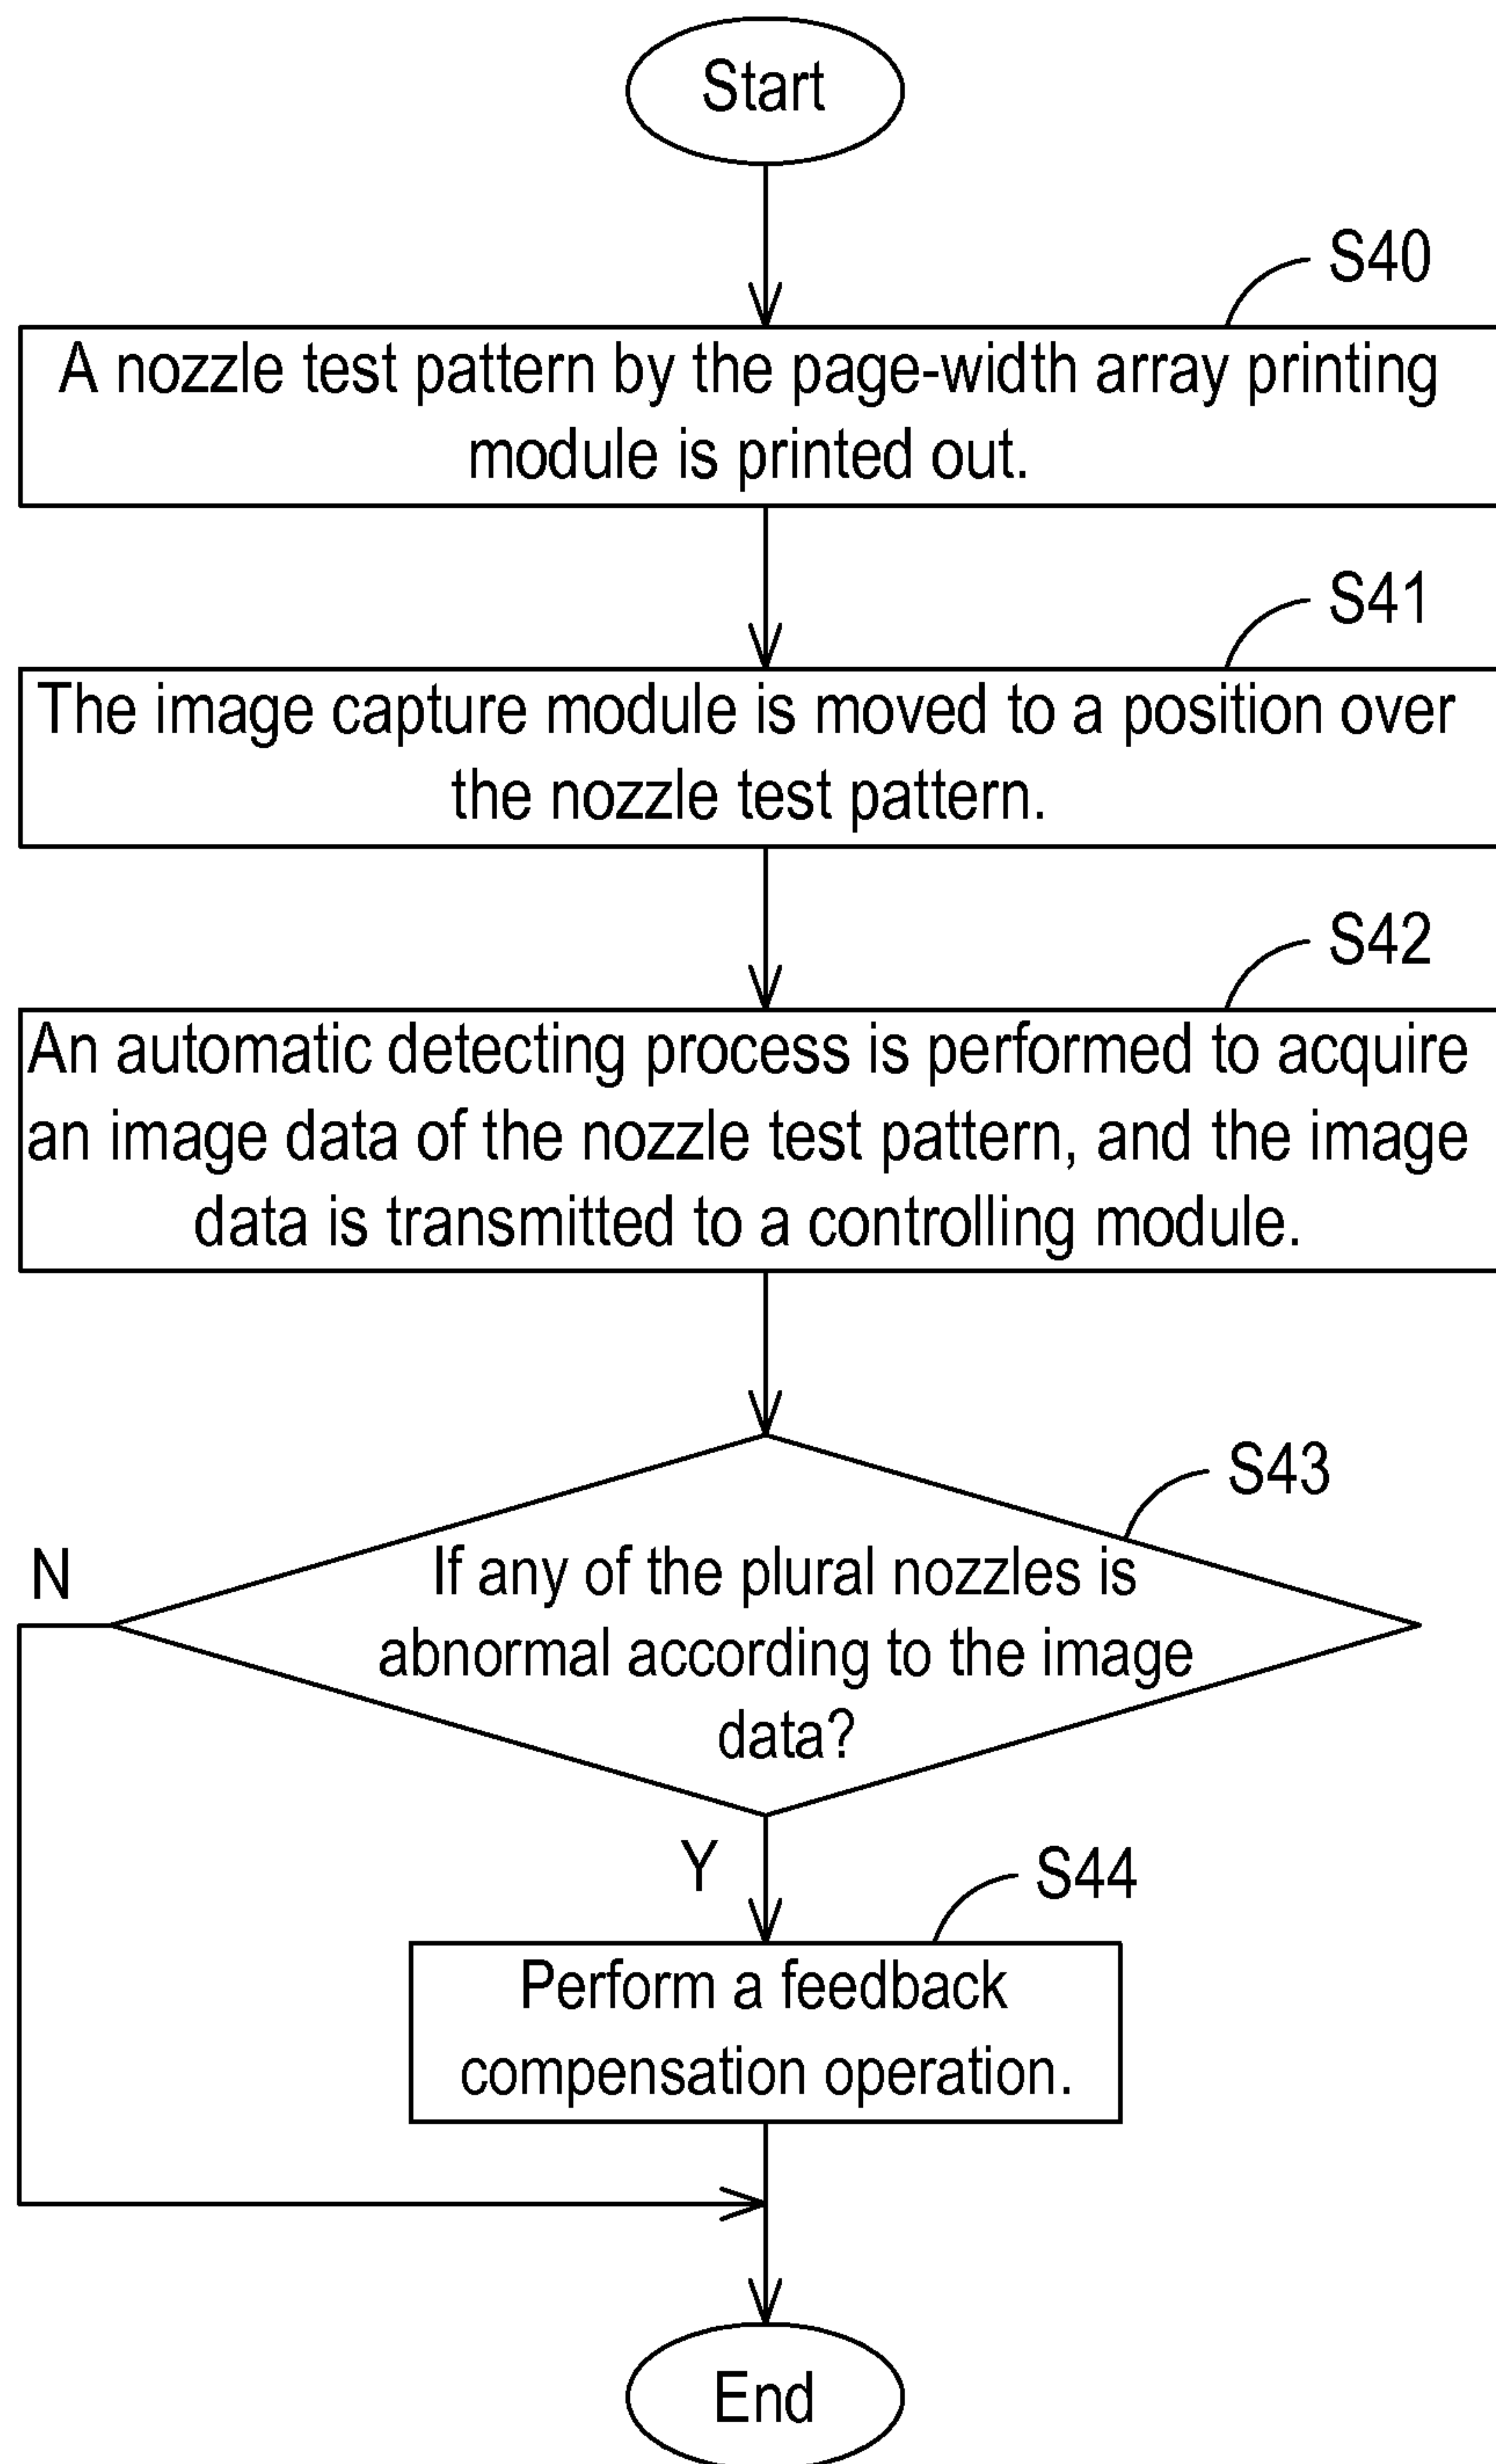 Start
S40
A nozzle test pattern by the page-width array printing
module is printed out.
S41
The image capture module is moved to a position over
the nozzle test pattern.
S42
An automatic detecting process is performed to acquire
an image data of the nozzle test pattern, and the image
data is transmitted to a controlling module.
S43
N
If any of the plural nozzles is
abnormal according to the image
data?
Y
S44
Perform a feedback
compensation operation.
End